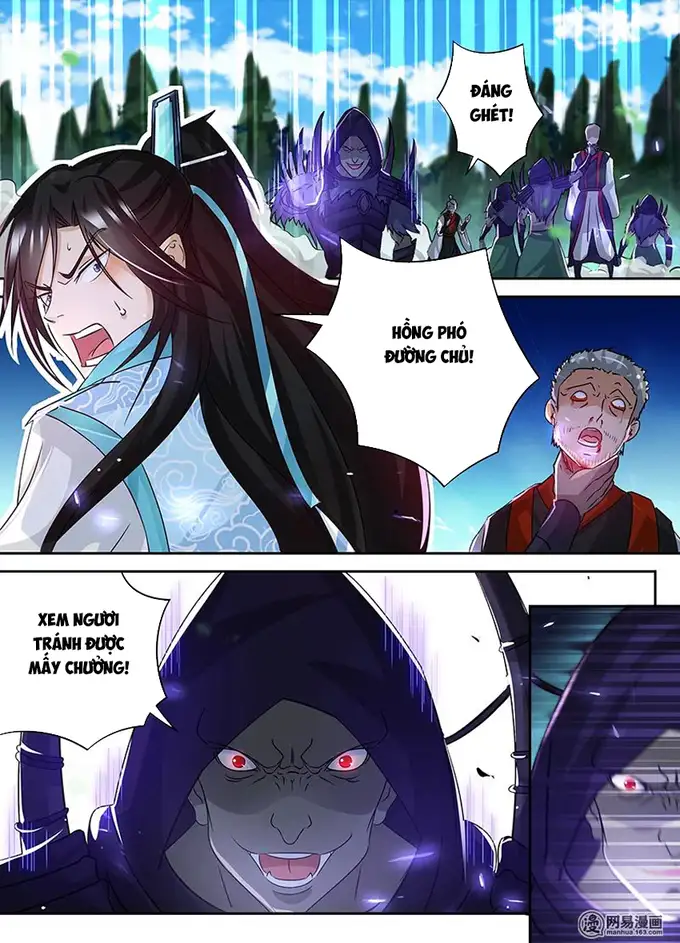 ĐÁNG
GHÉT!
HỒNG PHÓ
ĐƯỜNG CHỦ!
XEM NGƯƠI
TRÁNH ĐƯỢC
MẤY CHƯỞNG!
网易漫画
manhua.163.com